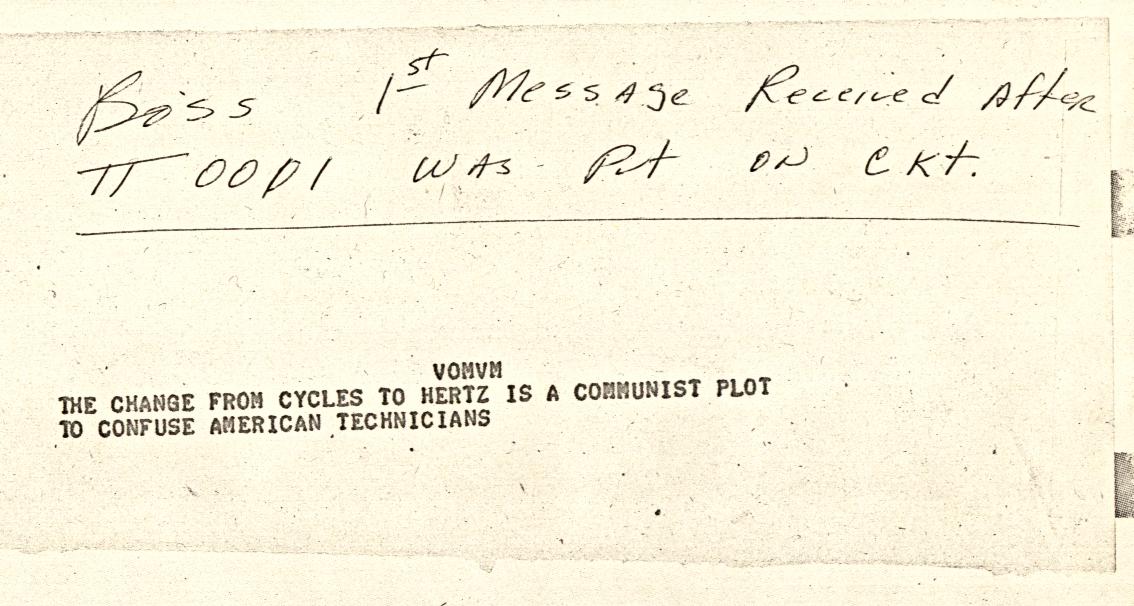 Boss 1st Message Received After
TT 00D1 was Put on CKt.
VOMVM
THE CHANGE FROM CYCLES TO HERTZ IS A COMMUNIST PLOT
TO CONFUSE AMERICAN TECHNICIANS